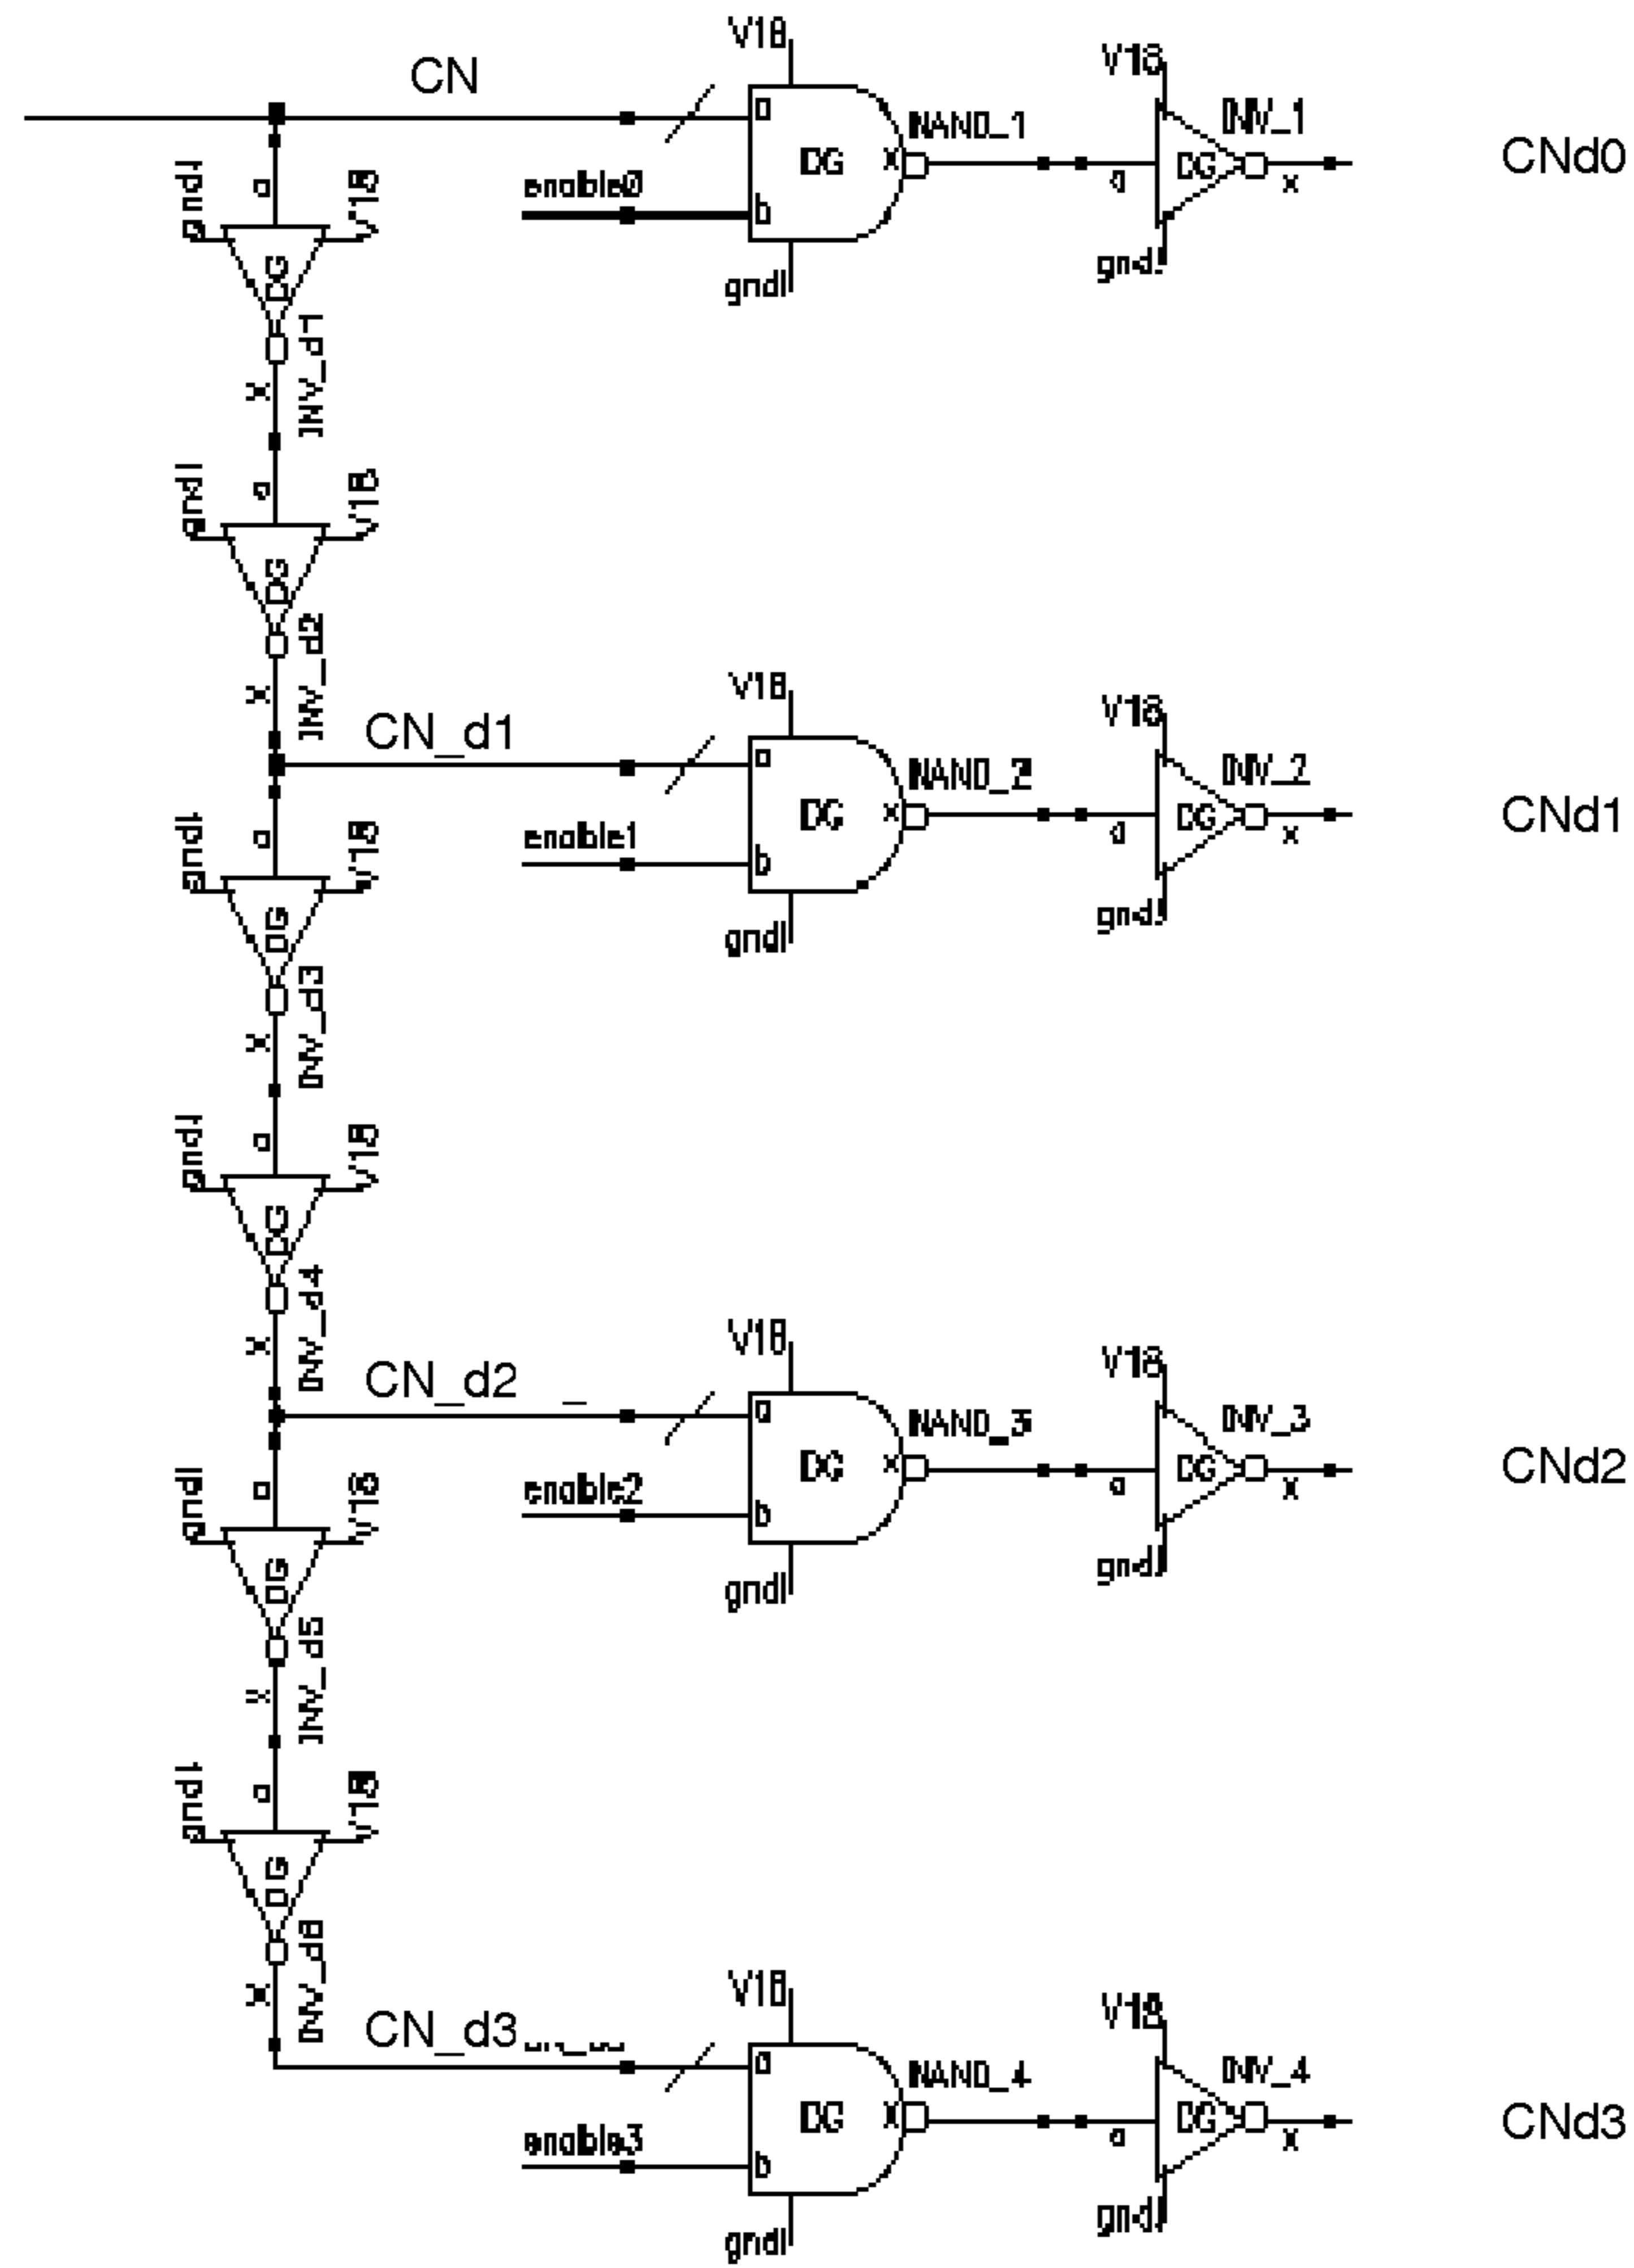 CN
V18
V18
NAND_1
INV_1
a
DG
x
DG
CNd0
a
x
enable0
b
gnd!
gnd!
gnd!
a
V18
DG
INV_d1
x
gnd!
a
V18
DG
INV_d2
x
CN_d1
V18
V18
NAND_2
INV_2
a
DG
x
DG
CNd1
a
x
enable1
b
gnd!
gnd!
gnd!
a
V18
DG
INV_d3
x
gnd!
a
V18
DG
INV_d4
x
CN_d2
V18
V18
NAND_3
INV_3
a
DG
x
DG
CNd2
a
x
enable2
b
gnd!
gnd!
gnd!
a
V18
DG
INV_d5
x
gnd!
a
V18
DG
INV_d6
x
CN_d3
V18
V18
NAND_4
INV_4
a
DG
x
DG
CNd3
a
x
enable3
b
gnd!
gnd!